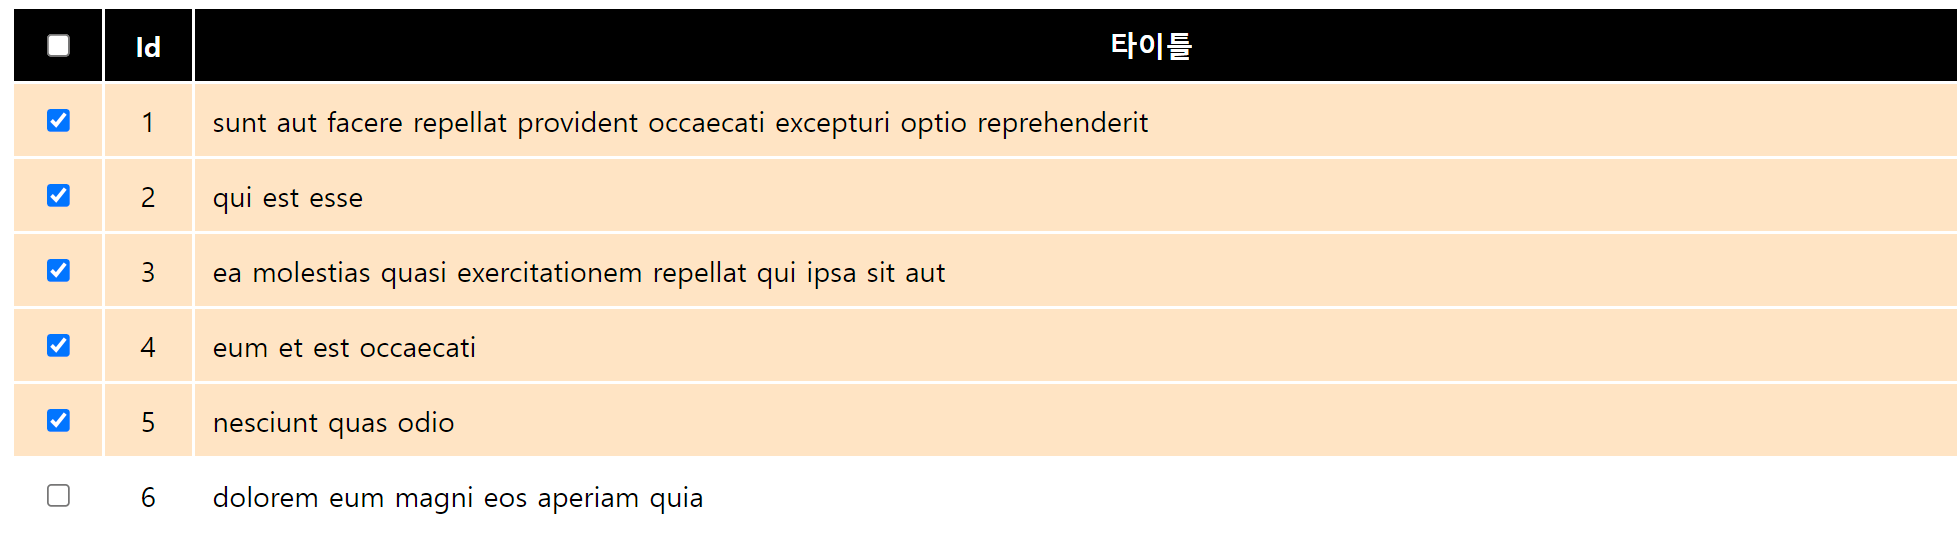 Id 타이틀
1 sunt aut facere repellat provident occaecati excepturi optio reprehenderit
2 qui est esse
3 ea molestias quasi exercitationem repellat qui ipsa sit aut
4 eum et est occaecati
5 nesciunt quas odio
6 dolorem eum magni eos aperiam quia